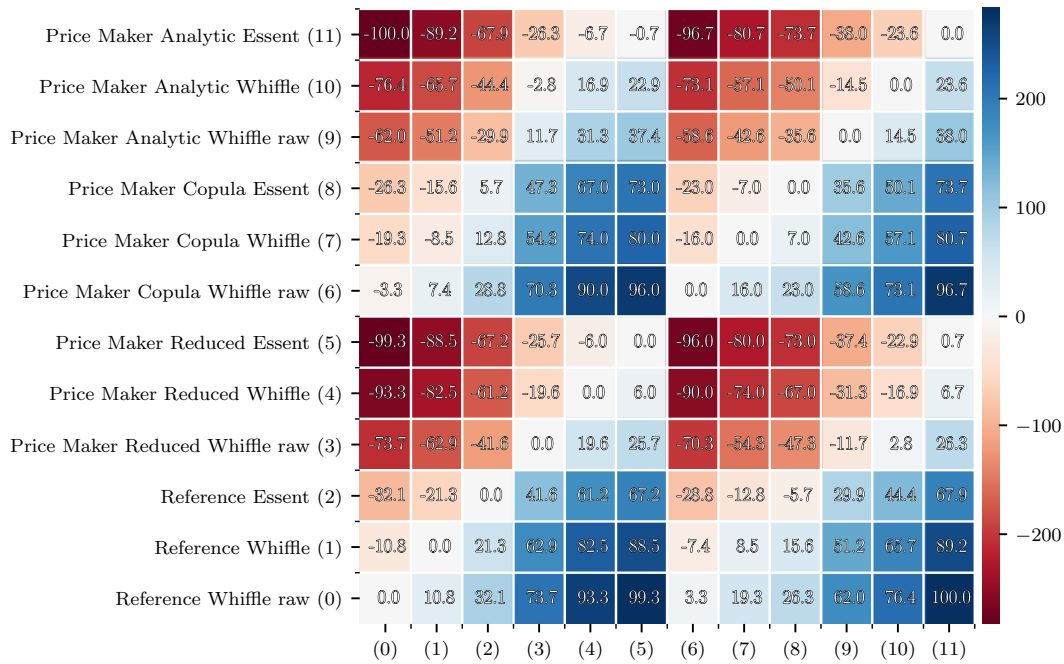 Price Maker Analytic Essent (11) -100.0 -89.2 -67.9 -26.3 -6.7 -0.7 -96.7 -80.7 -73.7 -38.0 -23.6 0.0
Price Maker Analytic Whiffle (10) -76.4 -65.7 -44.4 -2.8 16.9 22.9 -73.1 -57.1 -50.1 -14.5 0.0 23.6
200
Price Maker Analytic Whiffle raw (9) -62.0 -51.2 -29.9 11.7 31.3 37.4 -58.6 -42.6 -35.6 0.0 14.5 38.0
Price Maker Copula Essent (8) -26.3 -15.6 5.7 47.3 67.0 73.0 -23.0 -7.0 0.0 35.6 50.1 73.7
100
Price Maker Copula Whiffle (7) -19.3 -8.5 12.8 54.3 74.0 80.0 -16.0 0.0 7.0 42.6 57.1 80.7
Price Maker Copula Whiffle raw (6) -3.3 7.4 28.8 70.3 90.0 96.0 0.0 16.0 23.0 58.6 73.1 96.7
0
Price Maker Reduced Essent (5) -99.3 -88.5 -67.2 -25.7 -6.0 0.0 -96.0 -80.0 -73.0 -37.4 -22.9 0.7
Price Maker Reduced Whiffle (4) -93.3 -82.5 -61.2 -19.6 0.0 6.0 -90.0 -74.0 -67.0 -31.3 -16.9 6.7
−100
Price Maker Reduced Whiffle raw (3) -73.7 -62.9 -41.6 0.0 19.6 25.7 -70.3 -54.3 -47.3 -11.7 2.8 26.3
Reference Essent (2) -32.1 -21.3 0.0 41.6 61.2 67.2 -28.8 -12.8 -5.7 29.9 44.4 67.9
−200
Reference Whiffle (1) -10.8 0.0 21.3 62.9 82.5 88.5 -7.4 8.5 15.6 51.2 65.7 89.2
Reference Whiffle raw (0) 0.0 10.8 32.1 73.7 93.3 99.3 3.3 19.3 26.3 62.0 76.4 100.0
(0) (1) (2) (3) (4) (5) (6) (7) (8) (9) (10) (11)